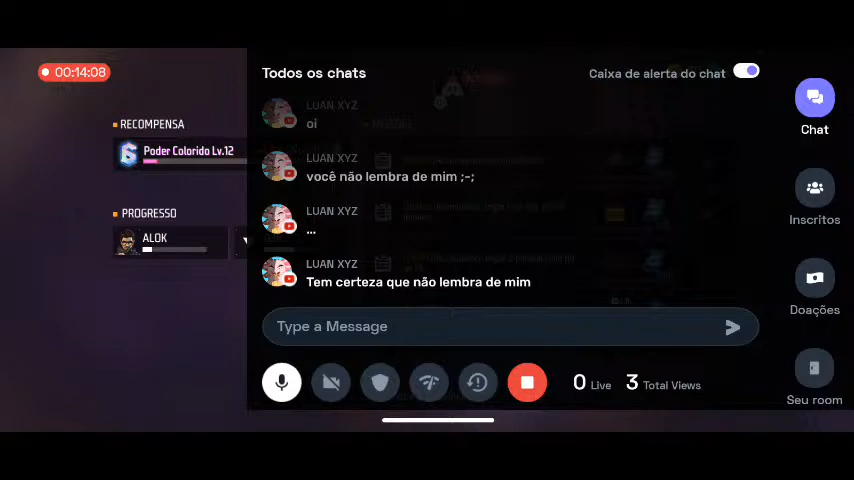 00:14:08
Todos os chats
Caixa de alerta do chat
RECOMPENSA
Poder Colorido Lv.12
PROGRESSO
ALOK
LUAN XYZ
oi
LUAN XYZ
você não lembra de mim ;-;
LUAN XYZ
...
LUAN XYZ
Tem certeza que não lembra de mim
Type a Message
0 Live 3 Total Views
Chat
Inscritos
Doações
Seu room